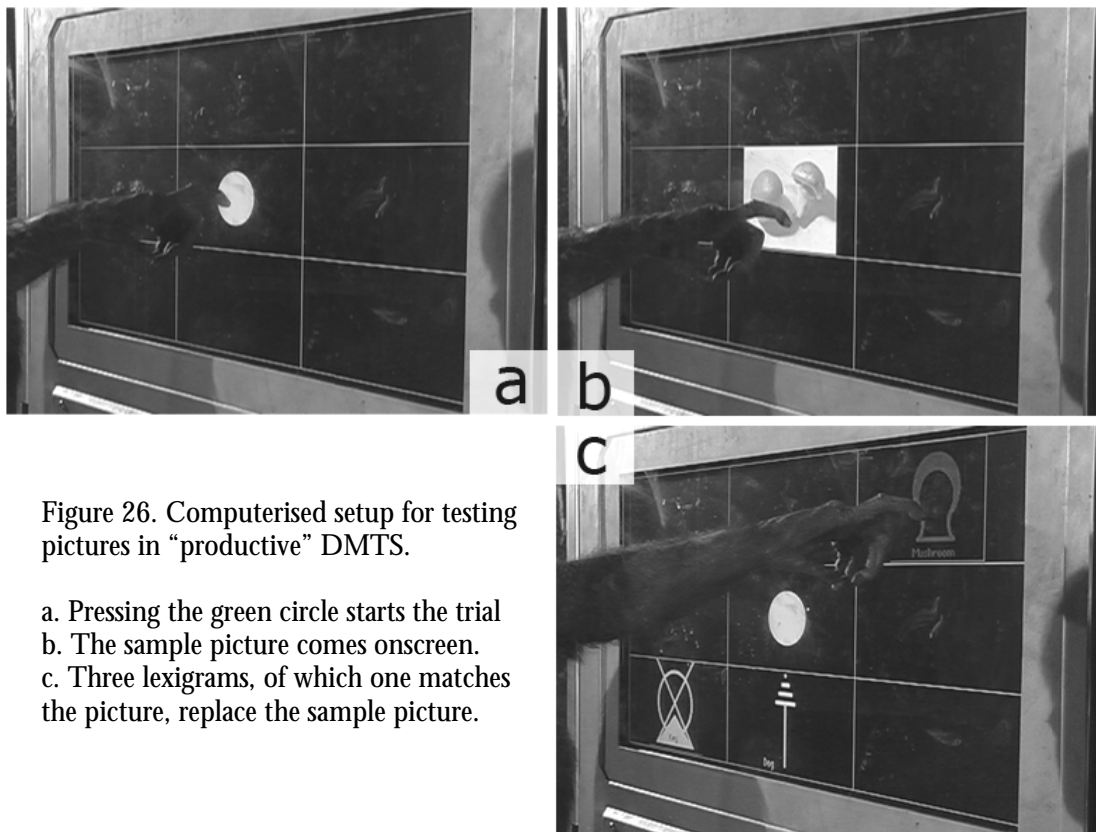 a
b
c
Mushroom
Dog
Figure 26. Computerised setup for testing
pictures in “productive” DMTS.
a. Pressing the green circle starts the trial
b. The sample picture comes onscreen.
c. Three lexigrams, of which one matches
the picture, replace the sample picture.